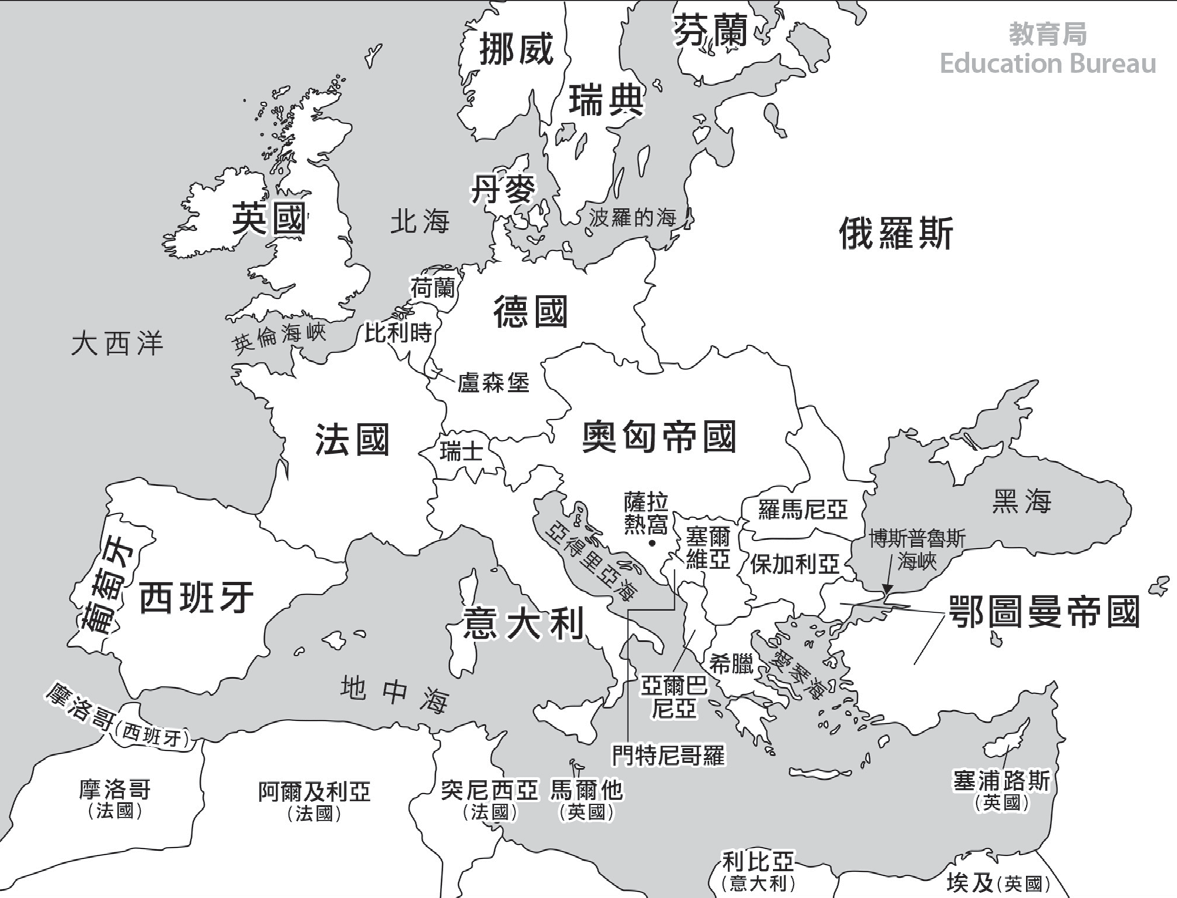 教育局
Education Bureau
挪威
芬蘭
瑞典
丹麥
英國
北海
波羅的海
俄羅斯
荷蘭
德國
比利時
大西洋
英倫海峽
盧森堡
法國
瑞士
奧匈帝國
黑海
薩拉
熱窩
羅馬尼亞
塞爾
維亞
保加利亞
博斯普魯斯
海峽
亞得里亞海
葡萄牙
西班牙
意大利
鄂圖曼帝國
希臘
愛琴海
亞爾巴
尼亞
地中海
摩洛哥(西班牙)
門特尼哥羅
摩洛哥
(法國)
阿爾及利亞
(法國)
突尼西亞
(法國)
馬爾他
(英國)
塞浦路斯
(英國)
利比亞
(意大利)
埃及(英國)